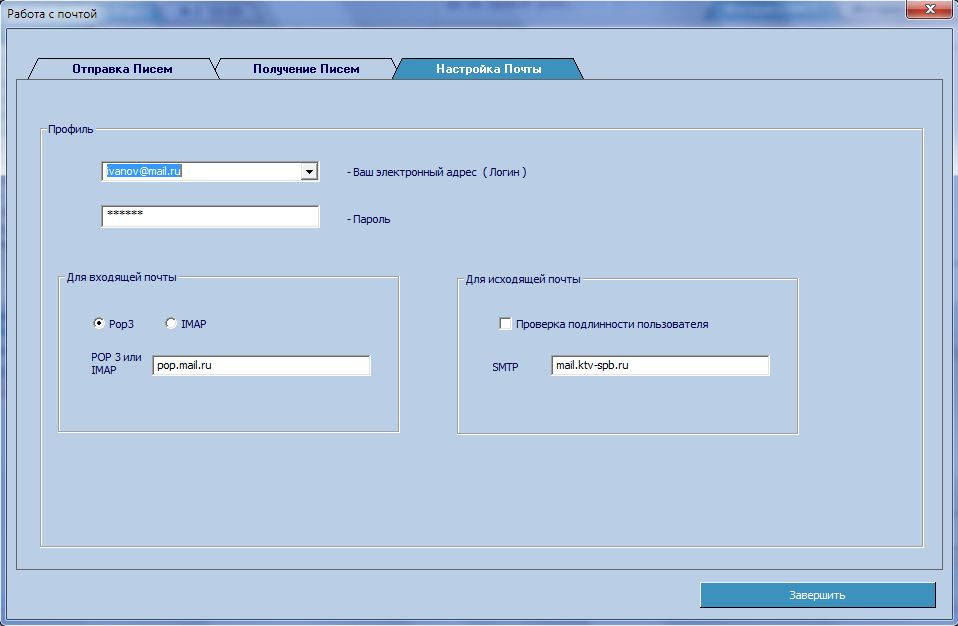 Работа с почтой
Отправка Писем
Получение Писем
Настройка Почты
Профиль
ivanov@mail.ru
- Ваш электронный адрес ( Логин )
******
- Пароль
Для входящей почты
Pop3
IMAP
POP 3 или
IMAP
pop.mail.ru
Для исходящей почты
Проверка подлинности пользователя
SMTP
mail.ktv-spb.ru
Завершить